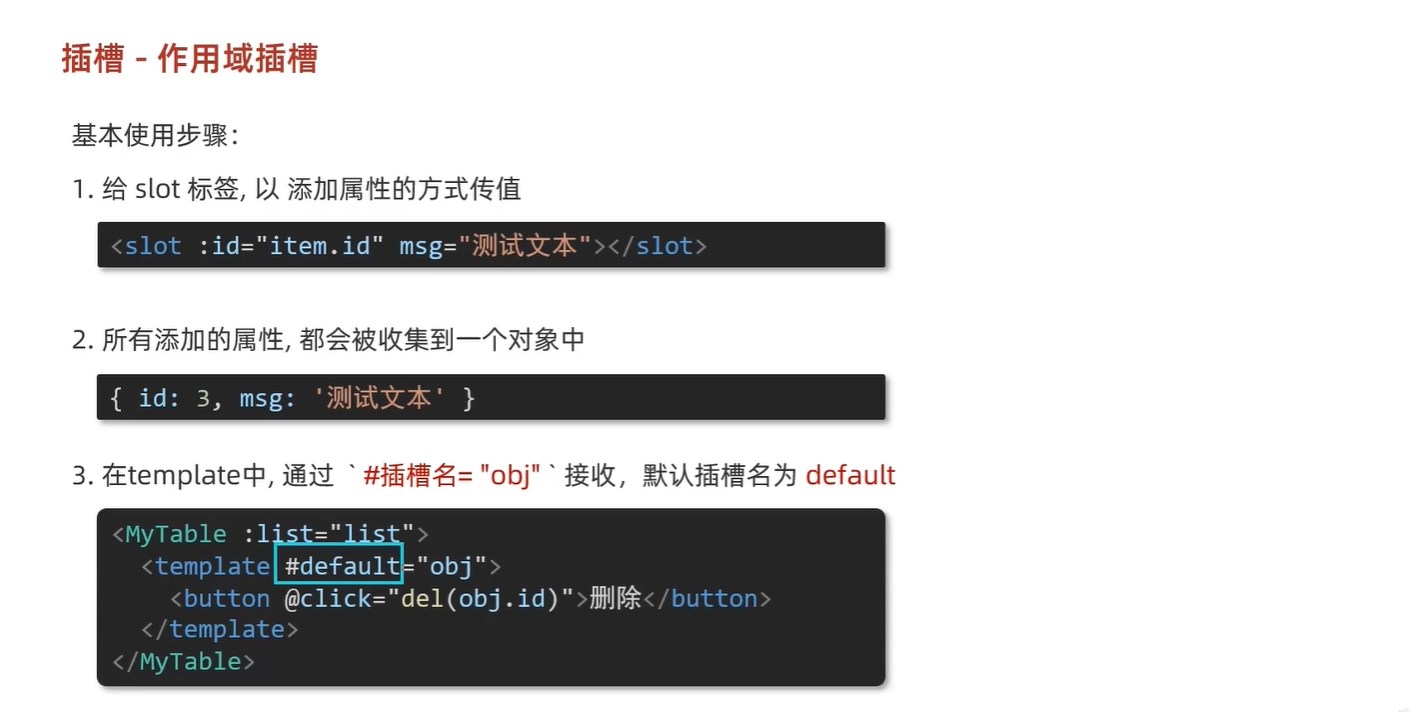 插槽 - 作用域插槽
基本使用步骤：
1. 给 slot 标签, 以 添加属性的方式传值
<slot :id="item.id" msg="测试文本"></slot>
2. 所有添加的属性, 都会被收集到一个对象中
{ id: 3, msg: '测试文本' }
3. 在template中, 通过 ` #插槽名= "obj" ` 接收，默认插槽名为 default
<MyTable :list="list">
<template #default="obj">
<button @click="del(obj.id)">删除</button>
</template>
</MyTable>